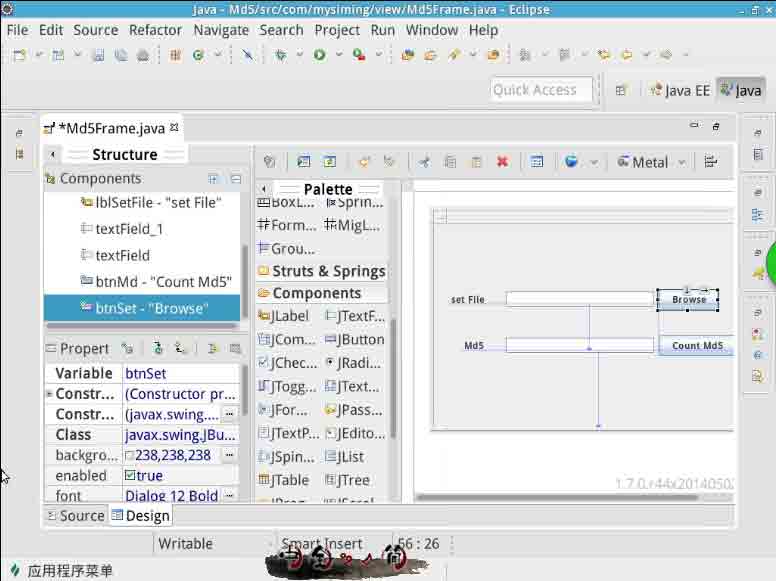 Java - Md5/src/com/mysiming/view/Md5Frame.java - Eclipse
File Edit Source Refactor Navigate Search Project Run Window Help
Quick Access
Java EE
Java
*Md5Frame.java
Structure
Components
lblSetFile - "set File"
textField_1
textField
btnMd - "Count Md5"
btnSet - "Browse"
Propert
Variable btnSet
Constr... (Constructor pr...
Constr... (javax.swing.... ...
Class javax.swing.JBu...
backgro... 238,238,238 ...
enabled true
font Dialog 12 Bold ...
Source Design
Palette
BoxL... Sprin...
Form... MigL...
Grou...
Struts & Springs
Components
JLabel JTextF...
JCom... JButton
JChec... JRadi...
JTogg... JText...
JFor... JPass...
JTextP... JEdito...
JSpin... JList
JTable JTree
JProg... JScrol...
Metal
set File Browse
Md5 Count Md5
1.7.0.r44x20140502
Writable Smart Insert 56 : 26
应用程序菜单